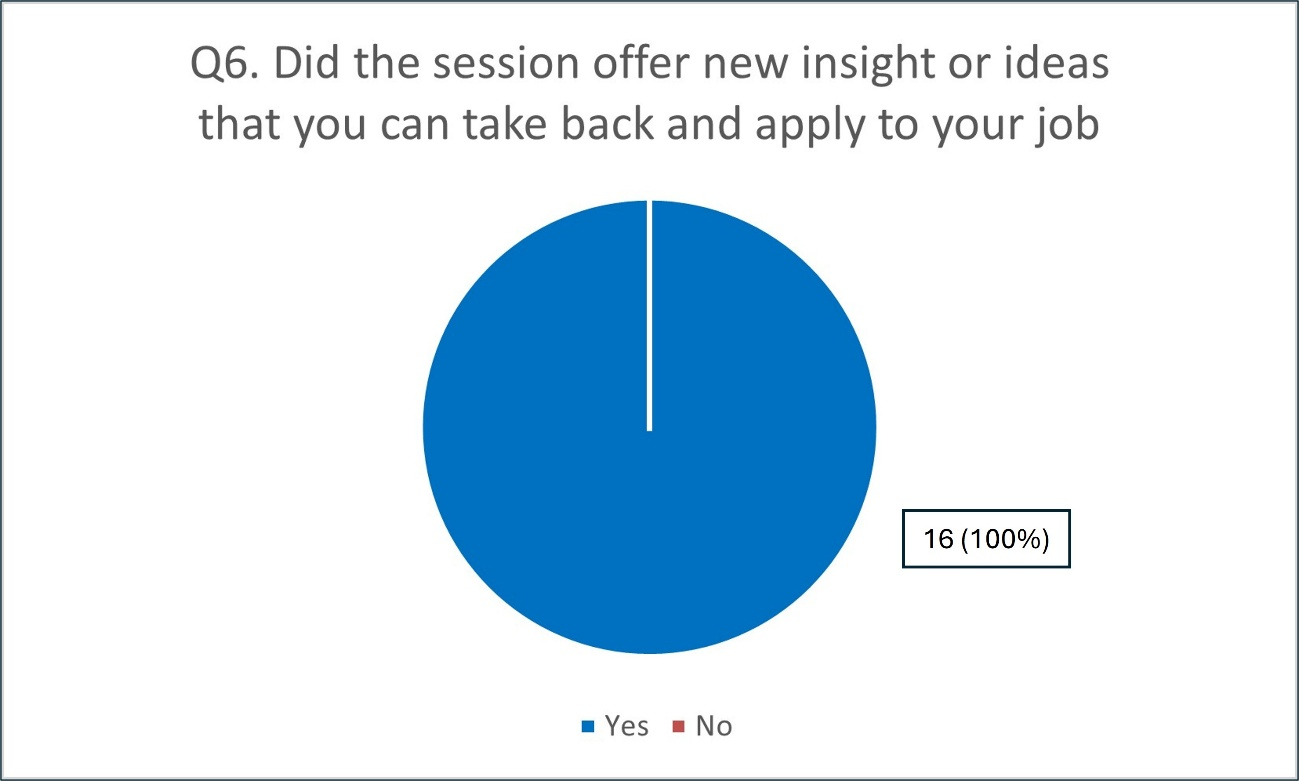 Q6. Did the session offer new insight or ideas
that you can take back and apply to your job
16 (100%)
Yes No